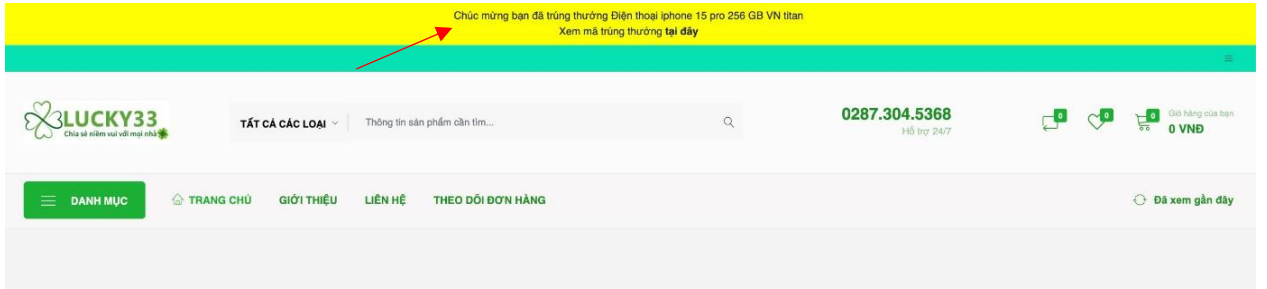 Chúc mừng bạn đã trúng thưởng Điện thoại iphone 15 pro 256 GB VN titan
Xem mã trúng thưởng tại đây
LUCKY33
Chia sẻ niềm vui với mọi nhà
TẤT CẢ CÁC LOẠI
Thông tin sản phẩm cần tìm...
0287.304.5368
Hỗ trợ 24/7
0
0
0
Giỏ hàng của bạn
0 VNĐ
DANH MỤC
TRANG CHỦ
GIỚI THIỆU
LIÊN HỆ
THEO DÕI ĐƠN HÀNG
Đã xem gần đây